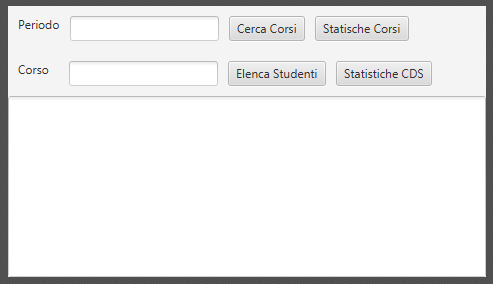 Periodo Cerca Corsi Statische Corsi
Corso Elenca Studenti Statistiche CDS